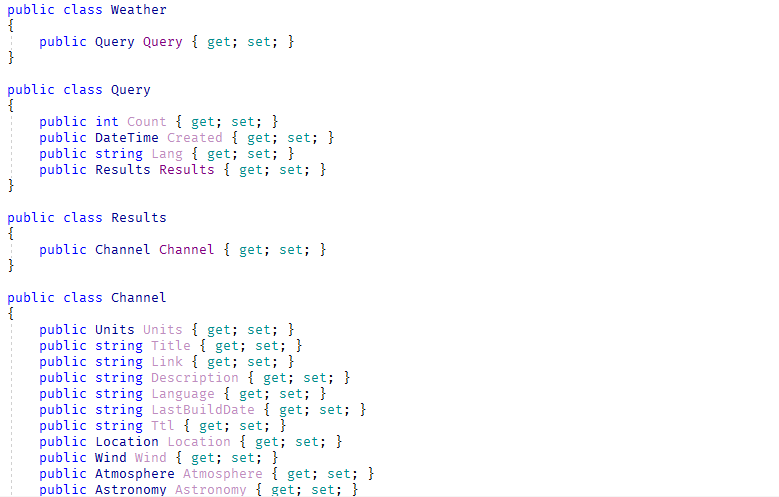 public class Weather
{
    public Query Query { get; set; }
}
public class Query
{
    public int Count { get; set; }
    public DateTime Created { get; set; }
    public string Lang { get; set; }
    public Results Results { get; set; }
}
public class Results
{
    public Channel Channel { get; set; }
}
public class Channel
{
    public Units Units { get; set; }
    public string Title { get; set; }
    public string Link { get; set; }
    public string Description { get; set; }
    public string Language { get; set; }
    public string LastBuildDate { get; set; }
    public string Ttl { get; set; }
    public Location Location { get; set; }
    public Wind Wind { get; set; }
    public Atmosphere Atmosphere { get; set; }
    public Astronomy Astronomy { get; set; }